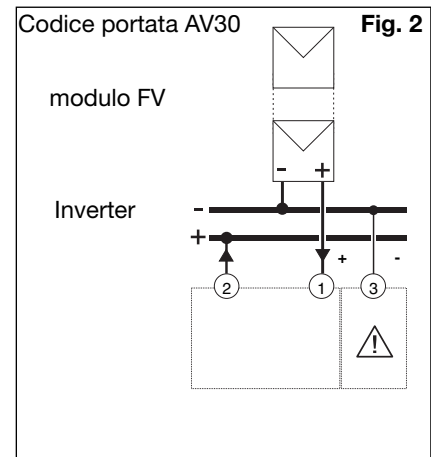 Codice portata AV30 Fig. 2
modulo FV
- +
Inverter -
+
+ -
2 1 3